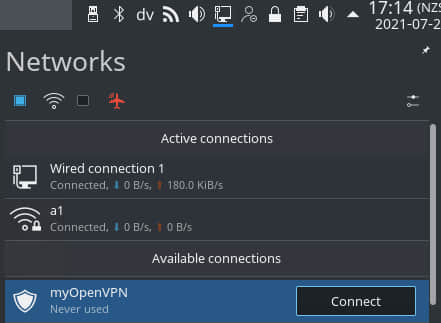 dv
17:14 (NZS
2021-07-2
Networks
Active connections
Wired connection 1
Connected, ⬇ 0 B/s, ⬆ 180.0 KiB/s
a1
Connected, ⬇ 0 B/s, ⬆ 0 B/s
Available connections
myOpenVPN
Never used
Connect